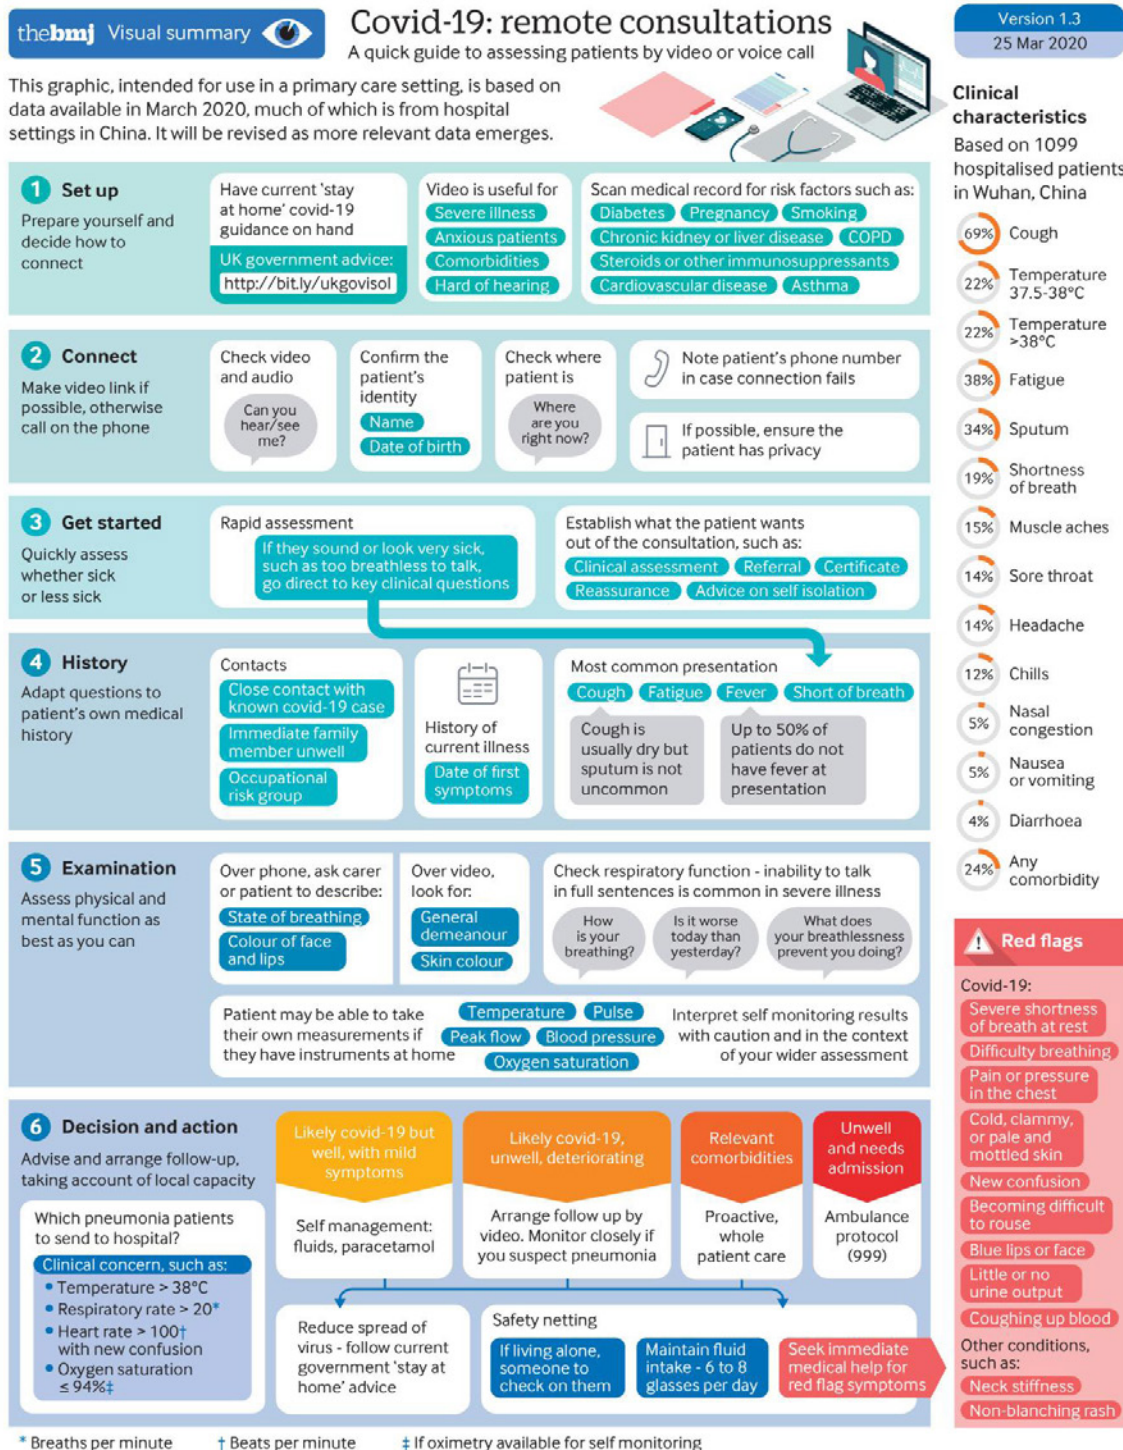 thebmj Visual summary
Covid-19: remote consultations
A quick guide to assessing patients by video or voice call
Version 1.3
25 Mar 2020
This graphic, intended for use in a primary care setting, is based on
data available in March 2020, much of which is from hospital
settings in China. It will be revised as more relevant data emerges.
1 Set up
Prepare yourself and
decide how to
connect
Have current 'stay
at home' covid-19
guidance on hand
UK government advice:
http://bit.ly/ukgovisol
Video is useful for
Severe illness
Anxious patients
Comorbidities
Hard of hearing
Scan medical record for risk factors such as:
Diabetes Pregnancy Smoking
Chronic kidney or liver disease COPD
Steroids or other immunosuppressants
Cardiovascular disease Asthma
2 Connect
Make video link if
possible, otherwise
call on the phone
Check video
and audio
Can you
hear/see
me?
Confirm the
patient's
identity
Name
Date of birth
Check where
patient is
Where
are you
right now?
Note patient's phone number
in case connection fails
If possible, ensure the
patient has privacy
3 Get started
Quickly assess
whether sick
or less sick
Rapid assessment
If they sound or look very sick,
such as too breathless to talk,
go direct to key clinical questions
Establish what the patient wants
out of the consultation, such as:
Clinical assessment Referral Certificate
Reassurance Advice on self isolation
4 History
Adapt questions to
patient's own medical
history
Contacts
Close contact with
known covid-19 case
Immediate family
member unwell
Occupational
risk group
History of
current illness
Date of first
symptoms
Most common presentation
Cough Fatigue Fever Short of breath
Cough is
usually dry but
sputum is not
uncommon
Up to 50% of
patients do not
have fever at
presentation
5 Examination
Assess physical and
mental function as
best as you can
Over phone, ask carer
or patient to describe:
State of breathing
Colour of face
and lips
Over video,
look for:
General
demeanour
Skin colour
Check respiratory function - inability to talk
in full sentences is common in severe illness
How
is your
breathing?
Is it worse
today than
yesterday?
What does
your breathlessness
prevent you doing?
Patient may be able to take
their own measurements if
they have instruments at home
Temperature Pulse
Peak flow Blood pressure
Oxygen saturation
Interpret self monitoring results
with caution and in the context
of your wider assessment
6 Decision and action
Advise and arrange follow-up,
taking account of local capacity
Which pneumonia patients
to send to hospital?
Clinical concern, such as:
• Temperature > 38°C
• Respiratory rate > 20*
• Heart rate > 100†
with new confusion
• Oxygen saturation
≤ 94%‡
Likely covid-19 but
well, with mild
symptoms
Self management:
fluids, paracetamol
Likely covid-19,
unwell, deteriorating
Arrange follow up by
video. Monitor closely if
you suspect pneumonia
Relevant
comorbidities
Proactive,
whole
patient care
Unwell
and needs
admission
Ambulance
protocol
(999)
Reduce spread of
virus - follow current
government 'stay
at home' advice
Safety netting
If living alone,
someone to
check on them
Maintain fluid
intake - 6 to 8
glasses per day
Seek immediate
medical help for
red flag symptoms
* Breaths per minute † Beats per minute ‡ If oximetry available for self monitoring
Clinical
characteristics
Based on 1099
hospitalised patients
in Wuhan, China
69% Cough
22% Temperature
37.5-38°C
22% Temperature
>38°C
38% Fatigue
34% Sputum
19% Shortness
of breath
15% Muscle aches
14% Sore throat
14% Headache
12% Chills
5% Nasal
congestion
5% Nausea
or vomiting
4% Diarrhoea
24% Any
comorbidity
! Red flags
Covid-19:
Severe shortness
of breath at rest
Difficulty breathing
Pain or pressure
in the chest
Cold, clammy,
or pale and
mottled skin
New confusion
Becoming difficult
to rouse
Blue lips or face
Little or no
urine output
Coughing up blood
Other conditions,
such as:
Neck stiffness
Non-blanching rash